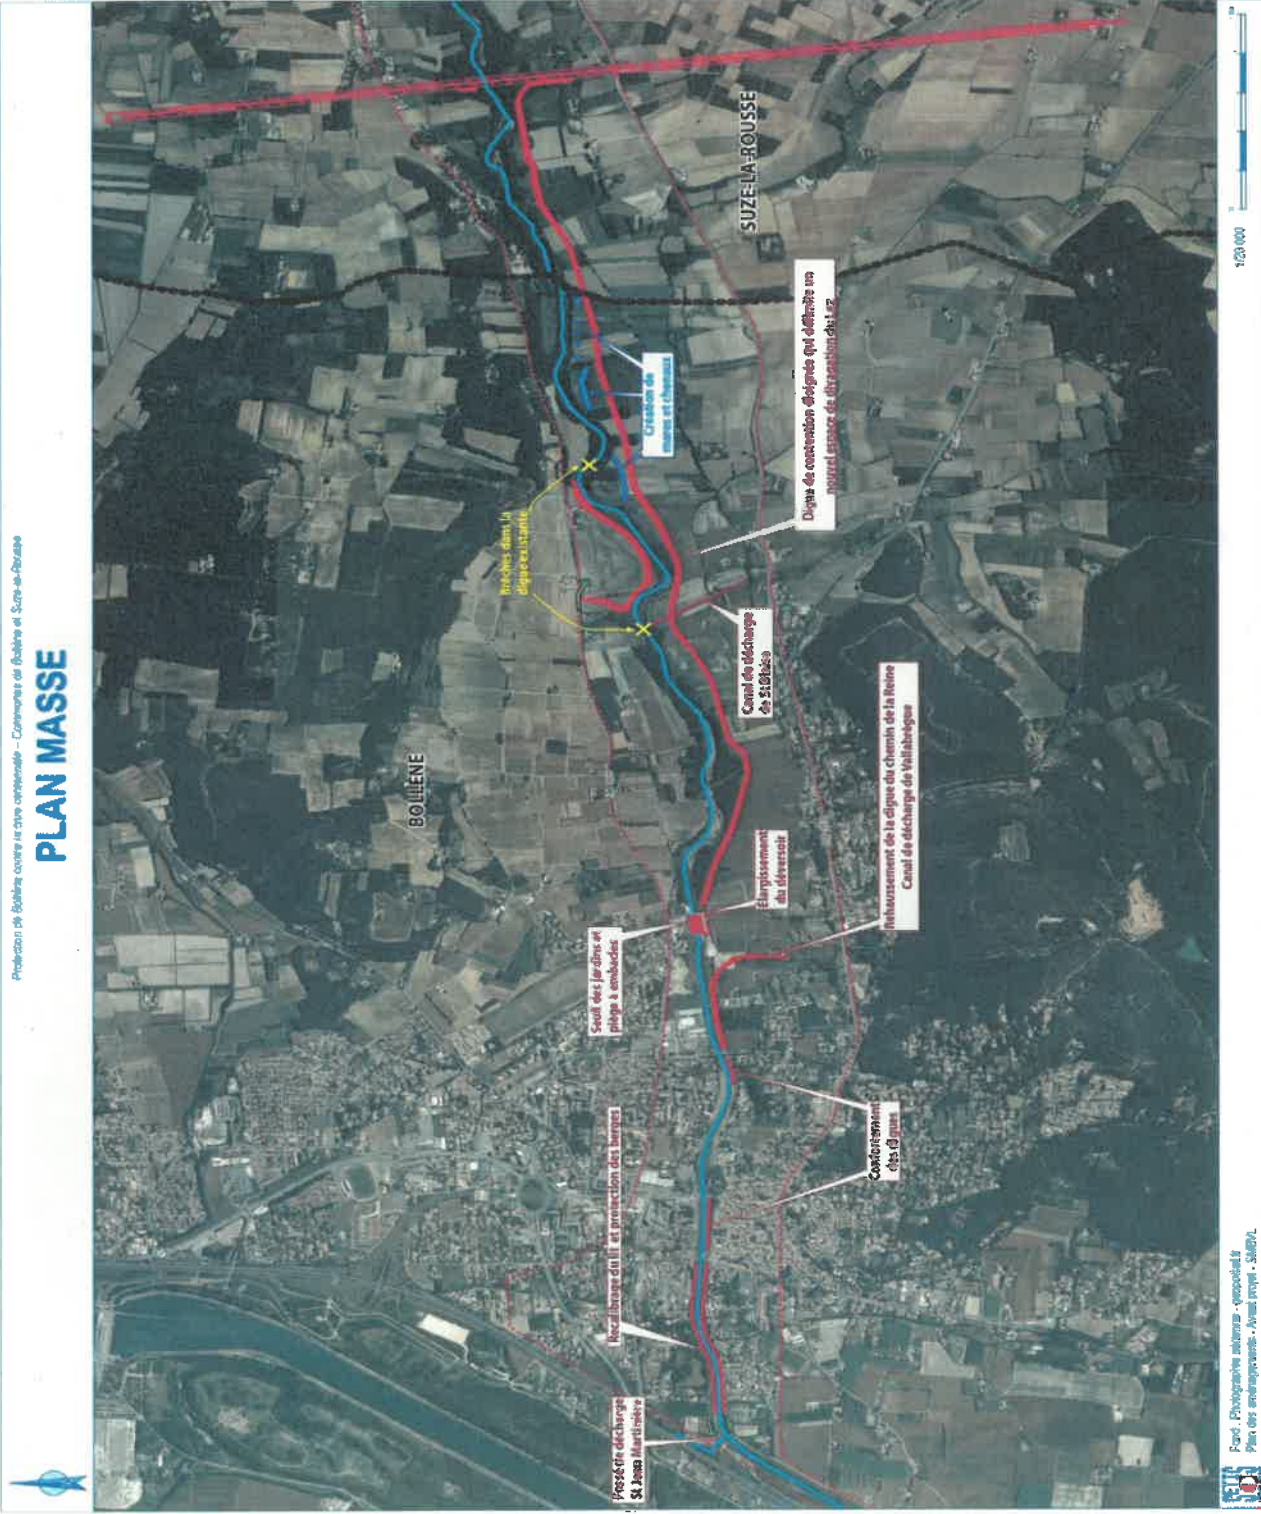 Protection de Bollène contre la crue centennale – Communes de Bollène et Suze-la-Rousse
PLAN MASSE
BOLLÈNE
SUZE-LA-ROUSSE
Brèches dans la
digue existante
Création de
mares et chenaux
Digue de contention éloignée qui délimite un
nouvel espace de divagation du Lez
Canal de décharge
de St Blaise
Elargissement
du déversoir
Rehaussement de la digue du chemin de la Reine
Canal de décharge de Vallabrègue
Seuil des jardins et
piège à embacles
Confortement
des digues
Recalibrage du lit et protection des berges
Fossé de décharge
St Jean Martinière
Fond : Photographie aérienne - geoportail.fr
Plan des aménagements - Avant projet - SMBVL
1/20 000